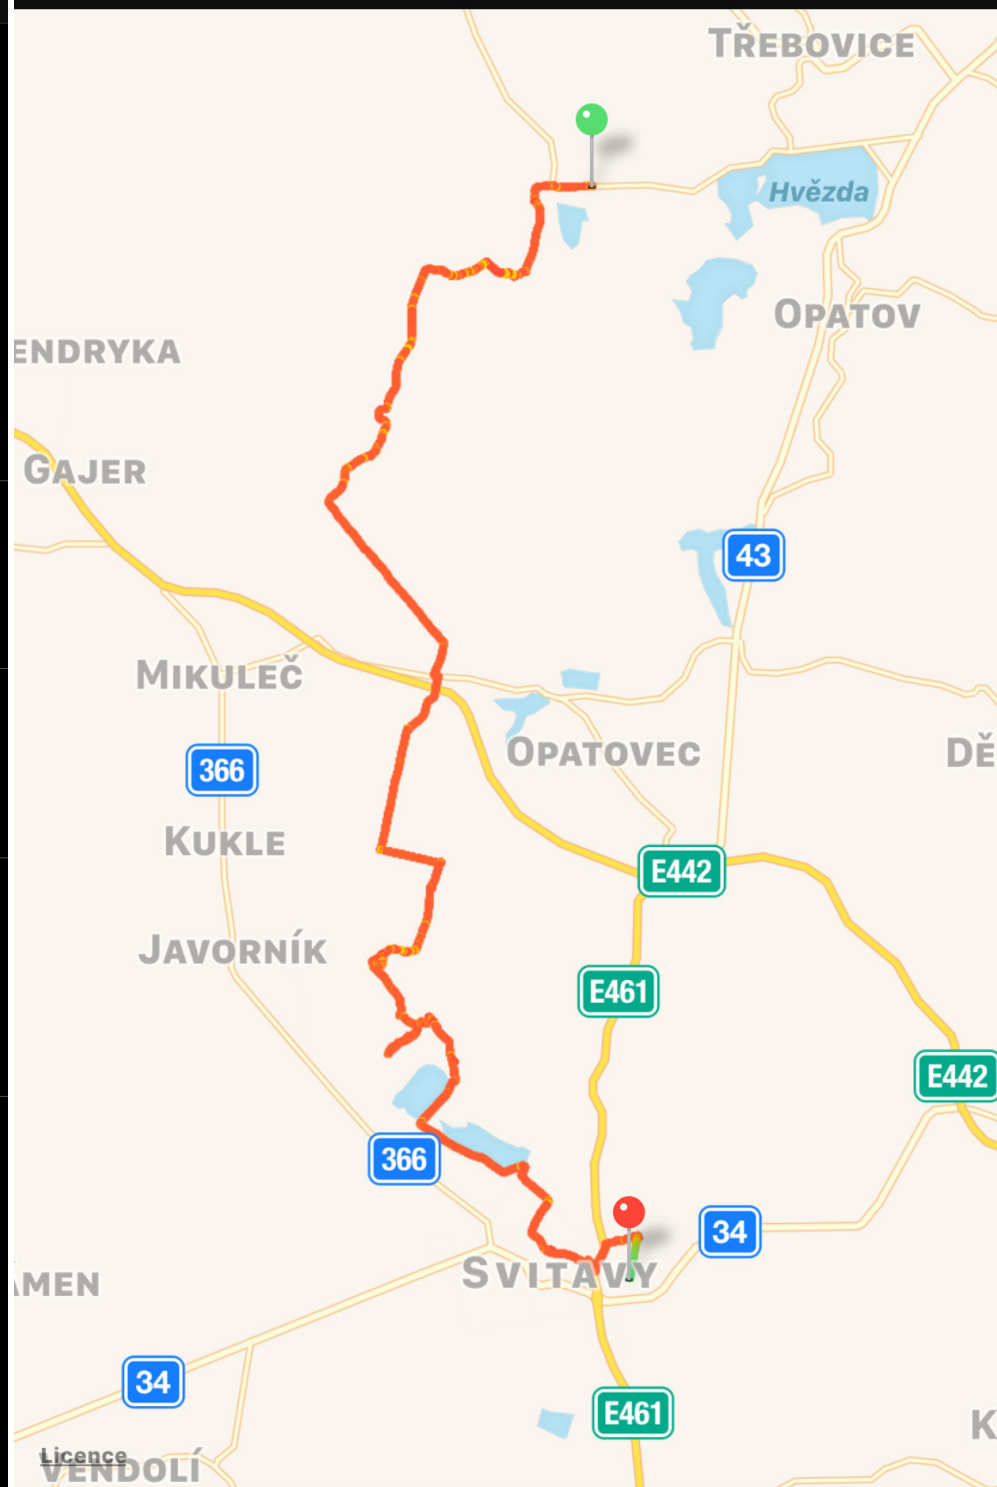 TŘEBOVICE
Hvězda
OPATOV
ENDRYKA
GAJER
43
MIKULEČ
OPATOVEC
DĚ
366
KUKLE
E442
JAVORNÍK
E461
E442
366
34
SVITAVY
ÁMEN
34
E461
K
Licence
VENDOLÍ